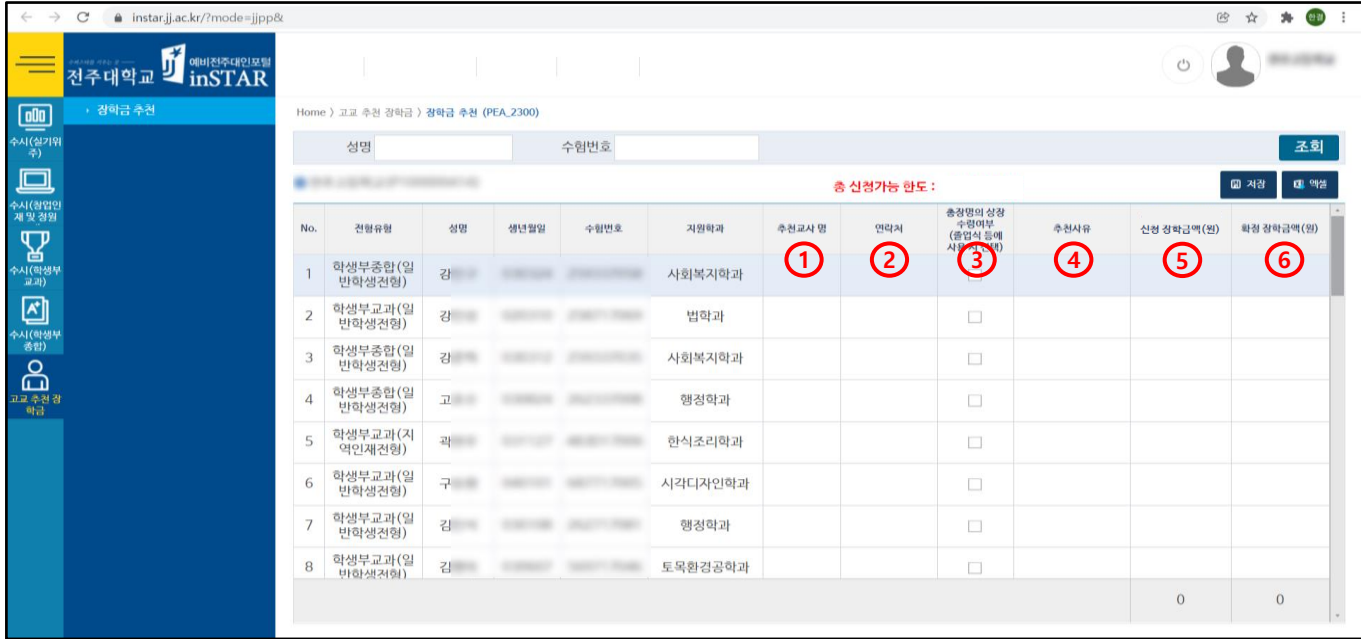 instar.jj.ac.kr/?mode=jjpp&
한경
전주대학교
예비전주대인포털
inSTAR
장학금 추천
Home 〉 고교 추천 장학금 〉 장학금 추천 (PEA_2300)
수시(실기위
주)
수시(창업인
재 및 정원
수시(학생부
교과)
수시(학생부
종합)
고교 추천 장
학금
성명
수험번호
조회
총 신청가능 한도 :
저장
엑셀
No. 전형유형 성명 생년월일 수험번호 지원학과 추천교사 명 연락처 총장명의 상장 추천사유 신청 장학금액(원) 확정 장학금액(원)
수령여부
(졸업식 등에
① ② ③ ④ ⑤ ⑥
1 학생부종합(일 강 사회복지학과
반학생전형)
2 학생부교과(일 강 법학과
반학생전형)
3 학생부종합(일 강 사회복지학과
반학생전형)
4 학생부종합(일 고 행정학과
반학생전형)
5 학생부교과(지 곽 한식조리학과
역인재전형)
6 학생부교과(일 구 시각디자인학과
반학생전형)
7 학생부교과(일 김 행정학과
반학생전형)
8 학생부교과(일 김 토목환경공학과
반학생전형)
0 0